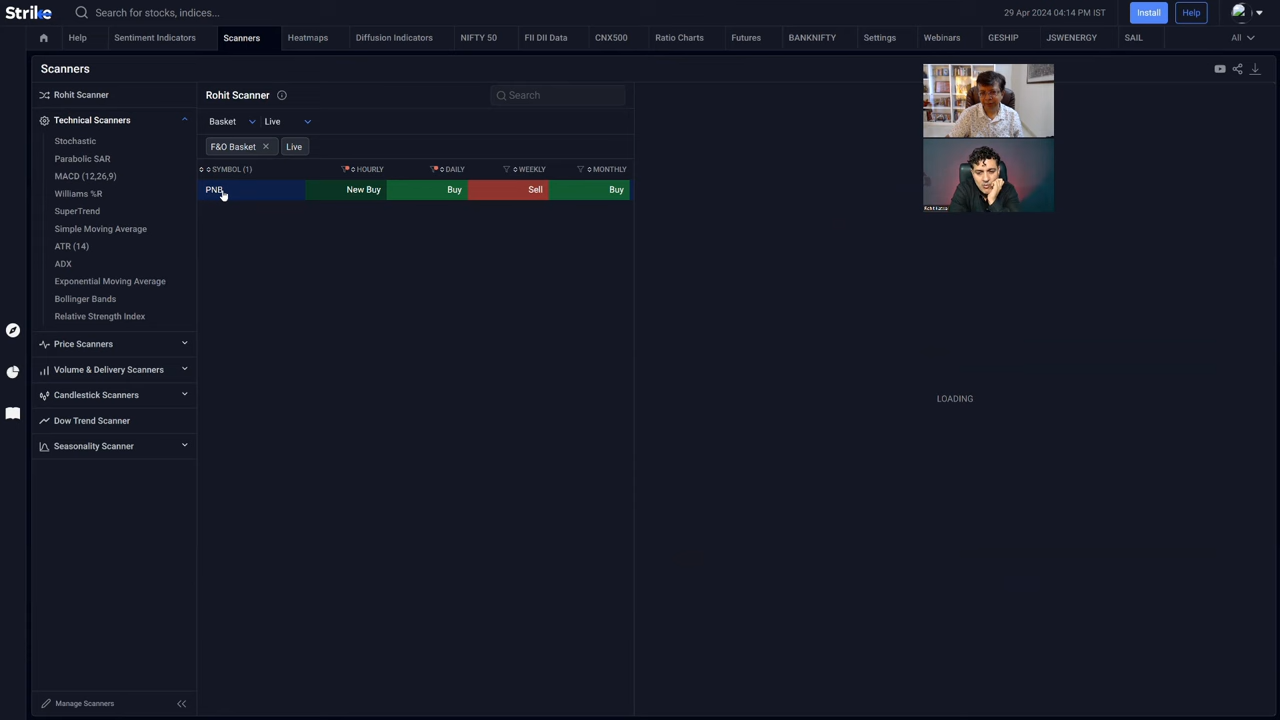 Strike
Search for stocks, indices...
29 Apr 2024 04:14 PM IST
Install
Help
Help
Sentiment Indicators
Scanners
Heatmaps
Diffusion Indicators
NIFTY 50
FII DII Data
CNX500
Ratio Charts
Futures
BANKNIFTY
Settings
Webinars
GESHIP
JSWENERGY
SAIL
All
Scanners
Rohit Scanner
Technical Scanners
Stochastic
Parabolic SAR
MACD (12,26,9)
Williams %R
SuperTrend
Simple Moving Average
ATR (14)
ADX
Exponential Moving Average
Bollinger Bands
Relative Strength Index
Price Scanners
Volume & Delivery Scanners
Candlestick Scanners
Dow Trend Scanner
Seasonality Scanner
Manage Scanners
Rohit Scanner
Search
Basket
Live
F&O Basket
Live
SYMBOL (1) HOURLY DAILY WEEKLY MONTHLY
PNB New Buy Buy Sell Buy
LOADING